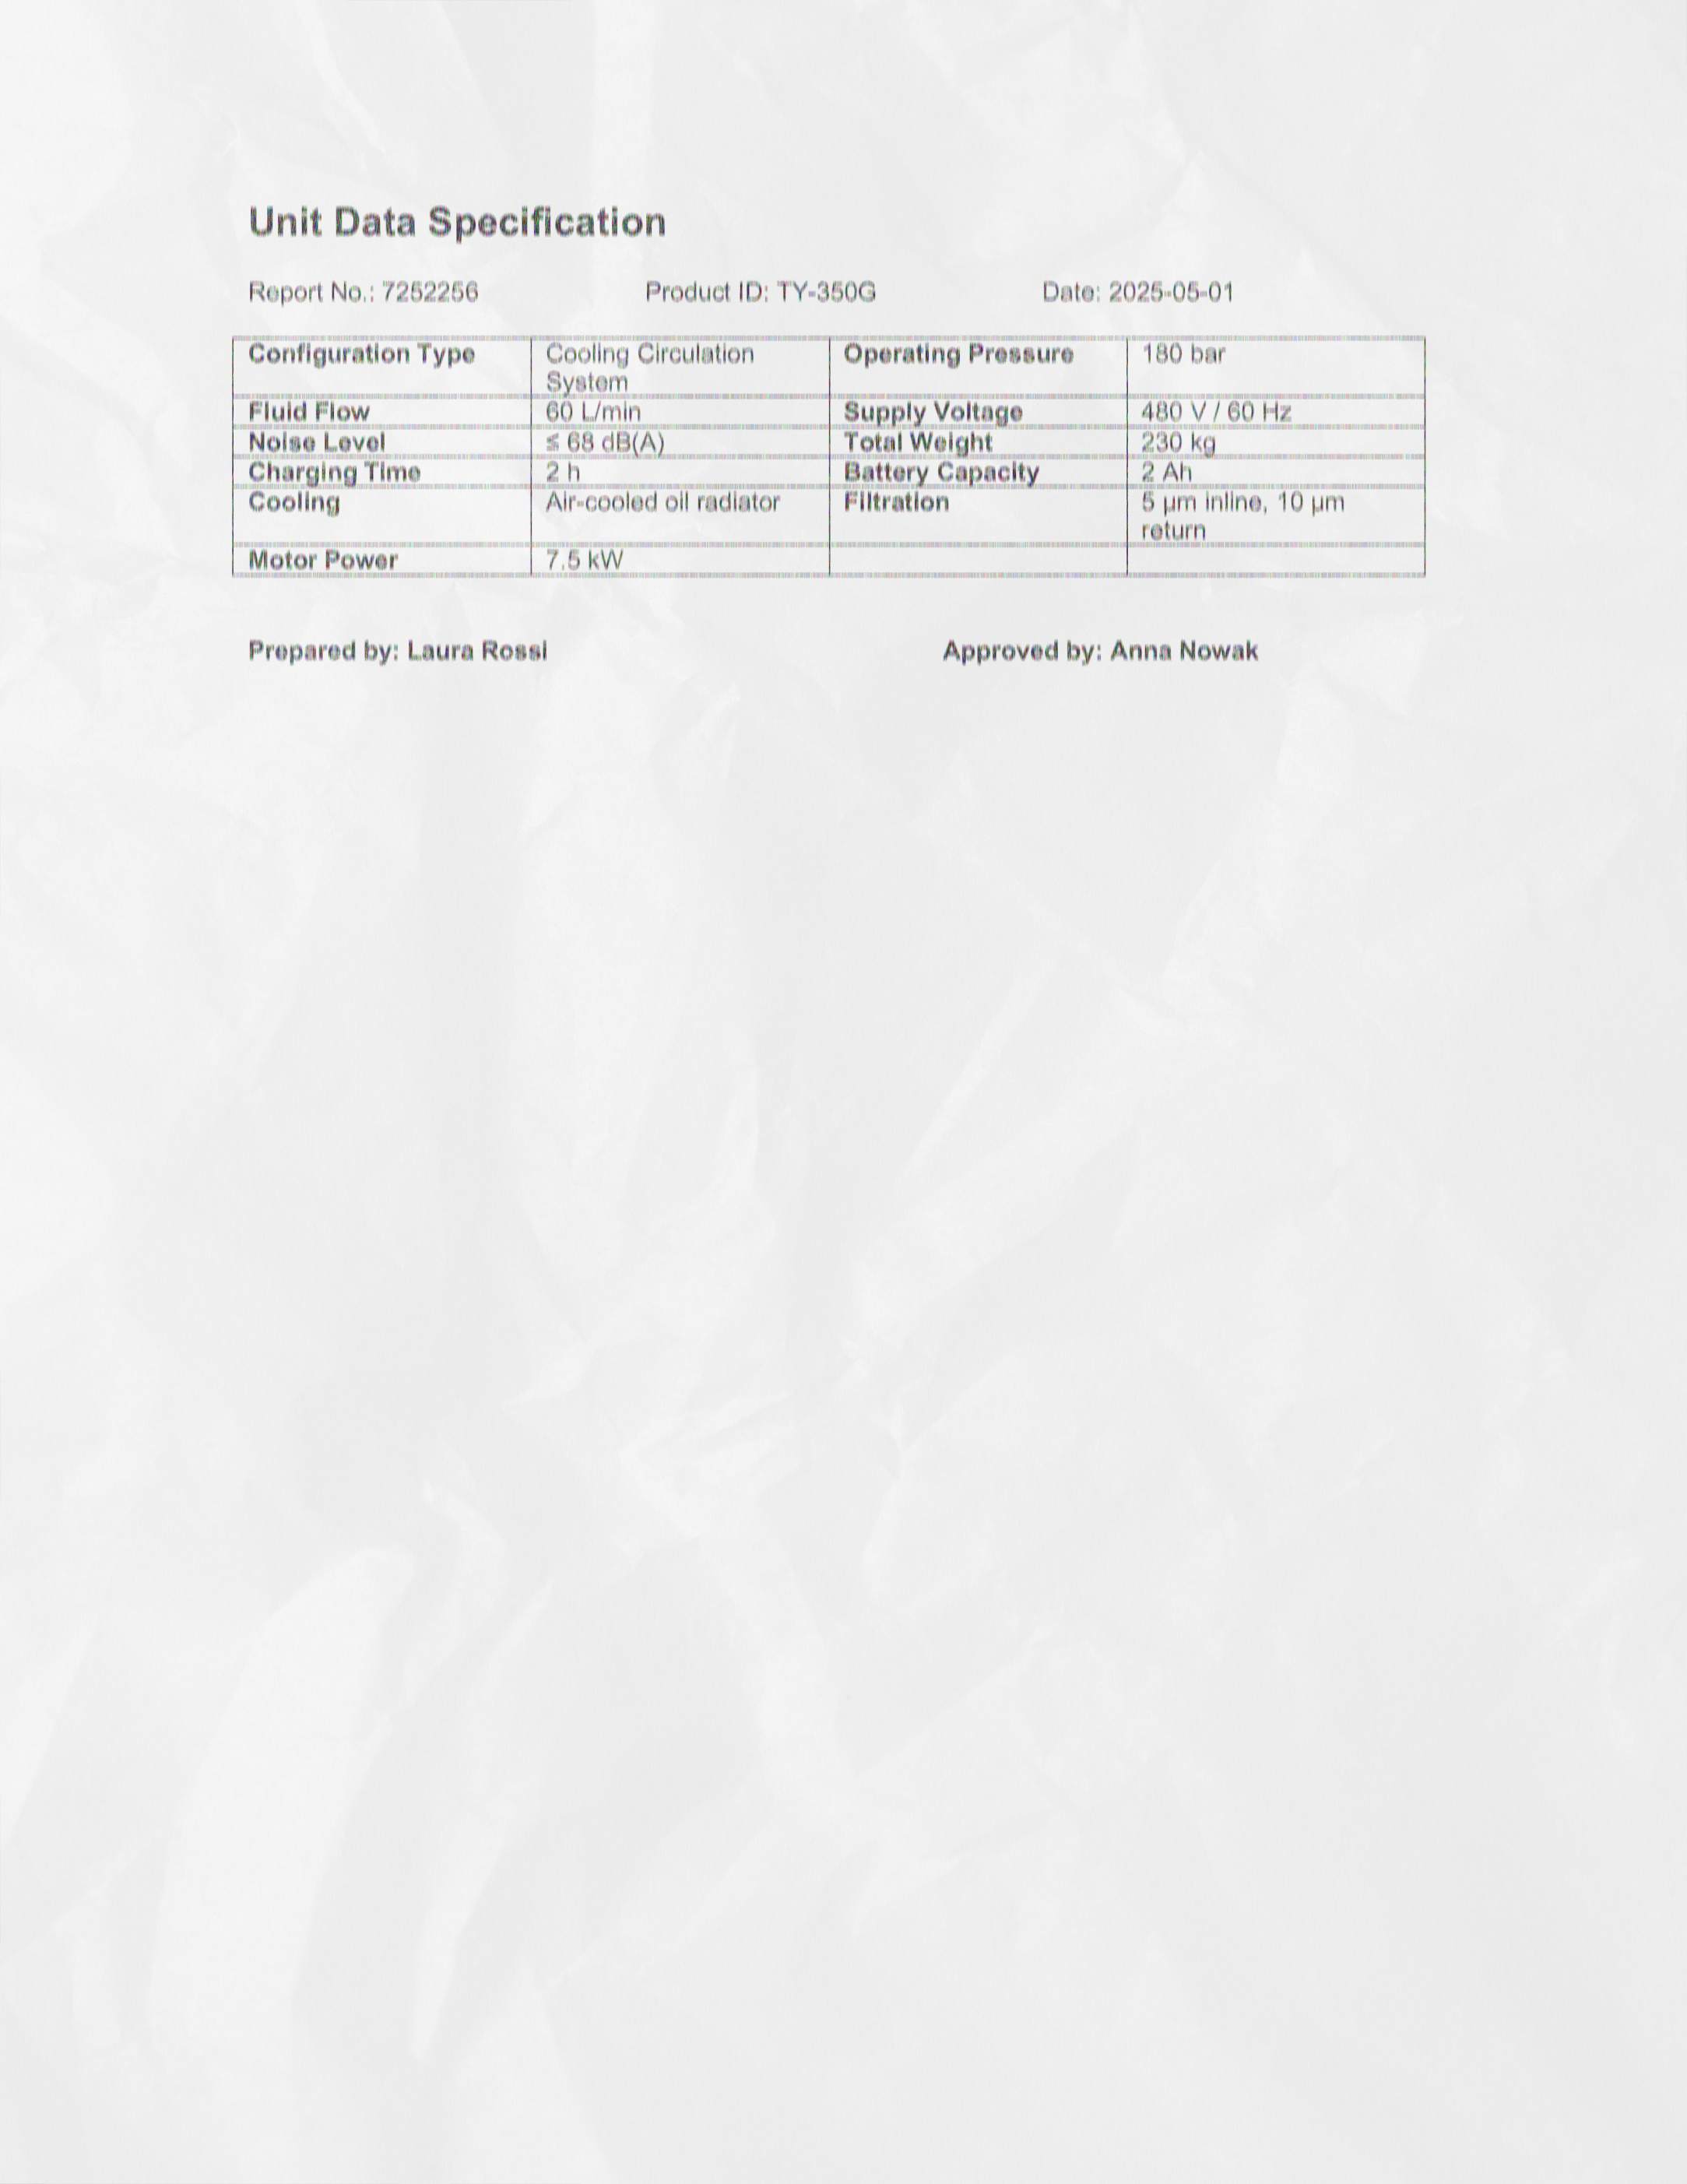 Unit Data Specification
Report No.: 7252256 Product ID: TY-350G Date: 2025-05-01
Configuration Type Cooling Circulation System Operating Pressure 180 bar
Fluid Flow 60 L/min Supply Voltage 480 V / 60 Hz
Noise Level ≤ 68 dB(A) Total Weight 230 kg
Charging Time 2 h Battery Capacity 2 Ah
Cooling Air-cooled oil radiator Filtration 5 µm inline, 10 µm return
Motor Power 7.5 kW
Prepared by: Laura Rossi Approved by: Anna Nowak